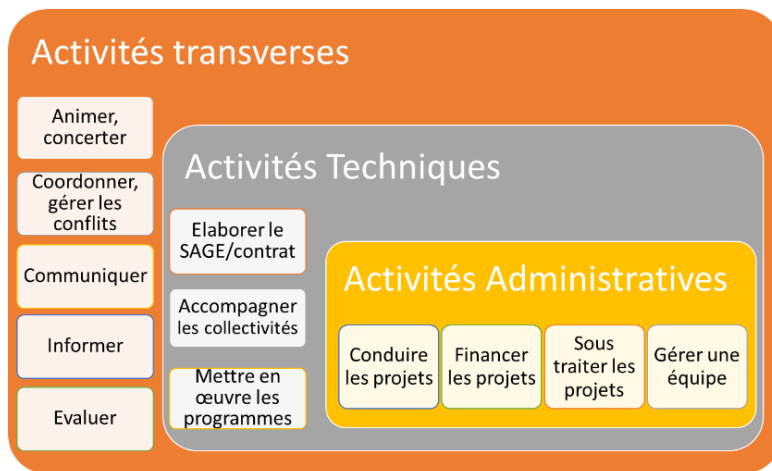 Activités transverses
Animer,
concerter
Coordonner,
gérer les
conflits
Communiquer
Informer
Evaluer
Activités Techniques
Elaborer le
SAGE/contrat
Accompagner
les collectivités
Mettre en
œuvre les
programmes
Activités Administratives
Conduire
les projets
Financer
les projets
Sous
traiter les
projets
Gérer une
équipe